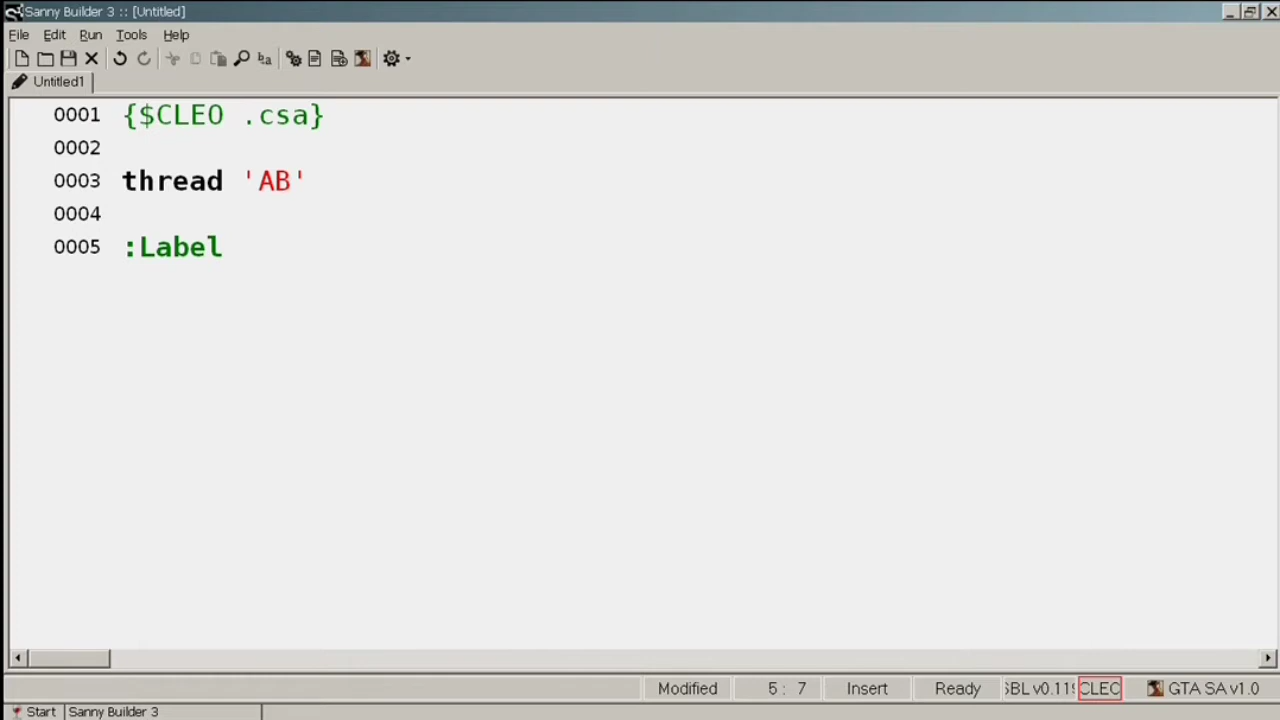 Sanny Builder 3 :: [Untitled]
File Edit Run Tools Help
Untitled1
0001 {$CLEO .csa}
0002
0003 thread 'AB'
0004
0005 :Label
Modified 5 : 7 Insert Ready CLEO GTA SA v1.0
Start Sanny Builder 3